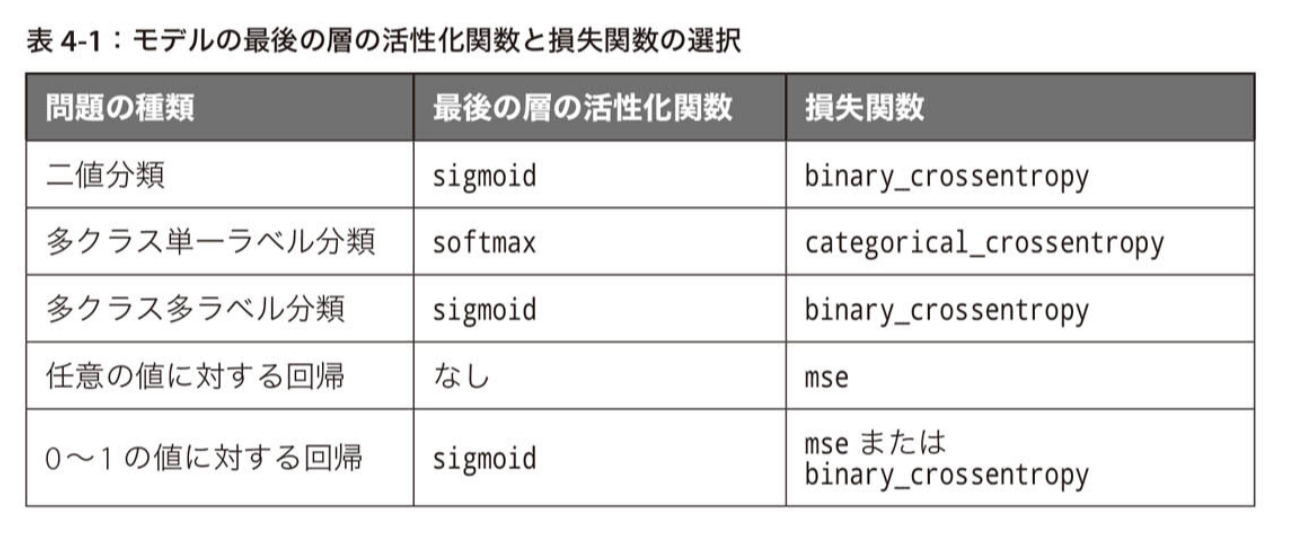 表 4-1：モデルの最後の層の活性化関数と損失関数の選択
問題の種類 最後の層の活性化関数 損失関数
二値分類 sigmoid binary_crossentropy
多クラス単一ラベル分類 softmax categorical_crossentropy
多クラス多ラベル分類 sigmoid binary_crossentropy
任意の値に対する回帰 なし mse
0〜1 の値に対する回帰 sigmoid mse または
binary_crossentropy